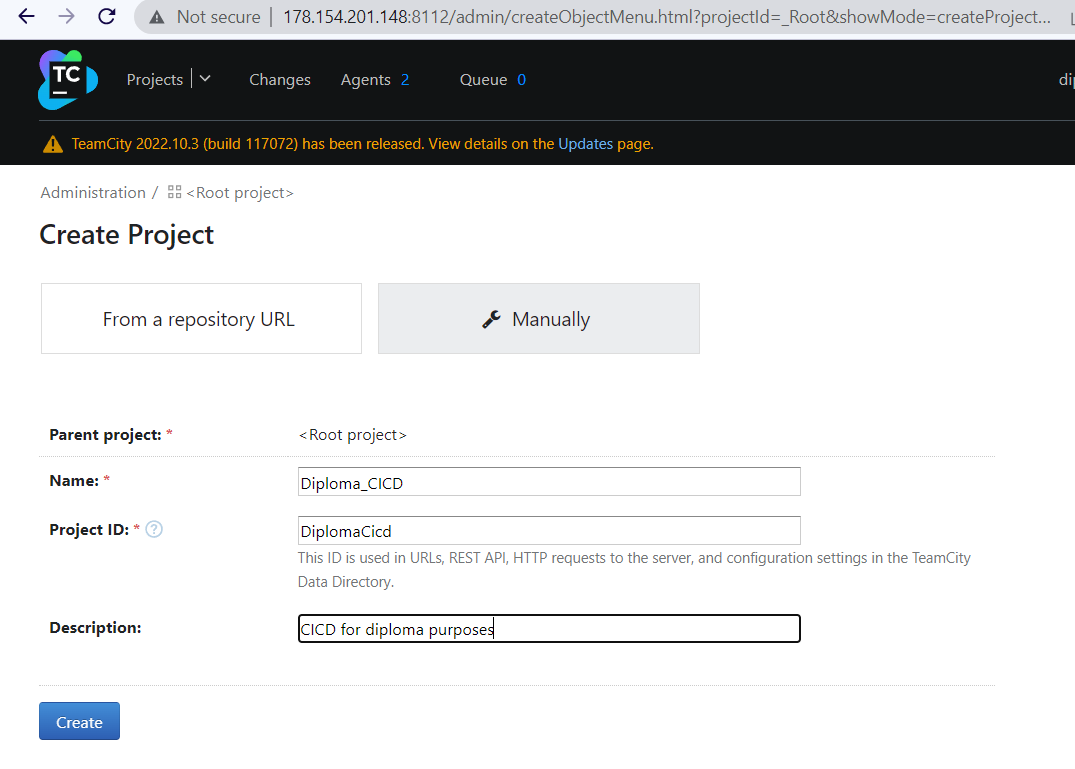 Not secure | 178.154.201.148:8112/admin/createObjectMenu.html?projectId=_Root&showMode=createProject...
TC
Projects Changes Agents 2 Queue 0 dip
TeamCity 2022.10.3 (build 117072) has been released. View details on the Updates page.
Administration / <Root project>
Create Project
From a repository URL Manually
Parent project: * <Root project>
Name: * Diploma_CICD
Project ID: * ? DiplomaCicd
This ID is used in URLs, REST API, HTTP requests to the server, and configuration settings in the TeamCity
Data Directory.
Description: CICD for diploma purposes
Create